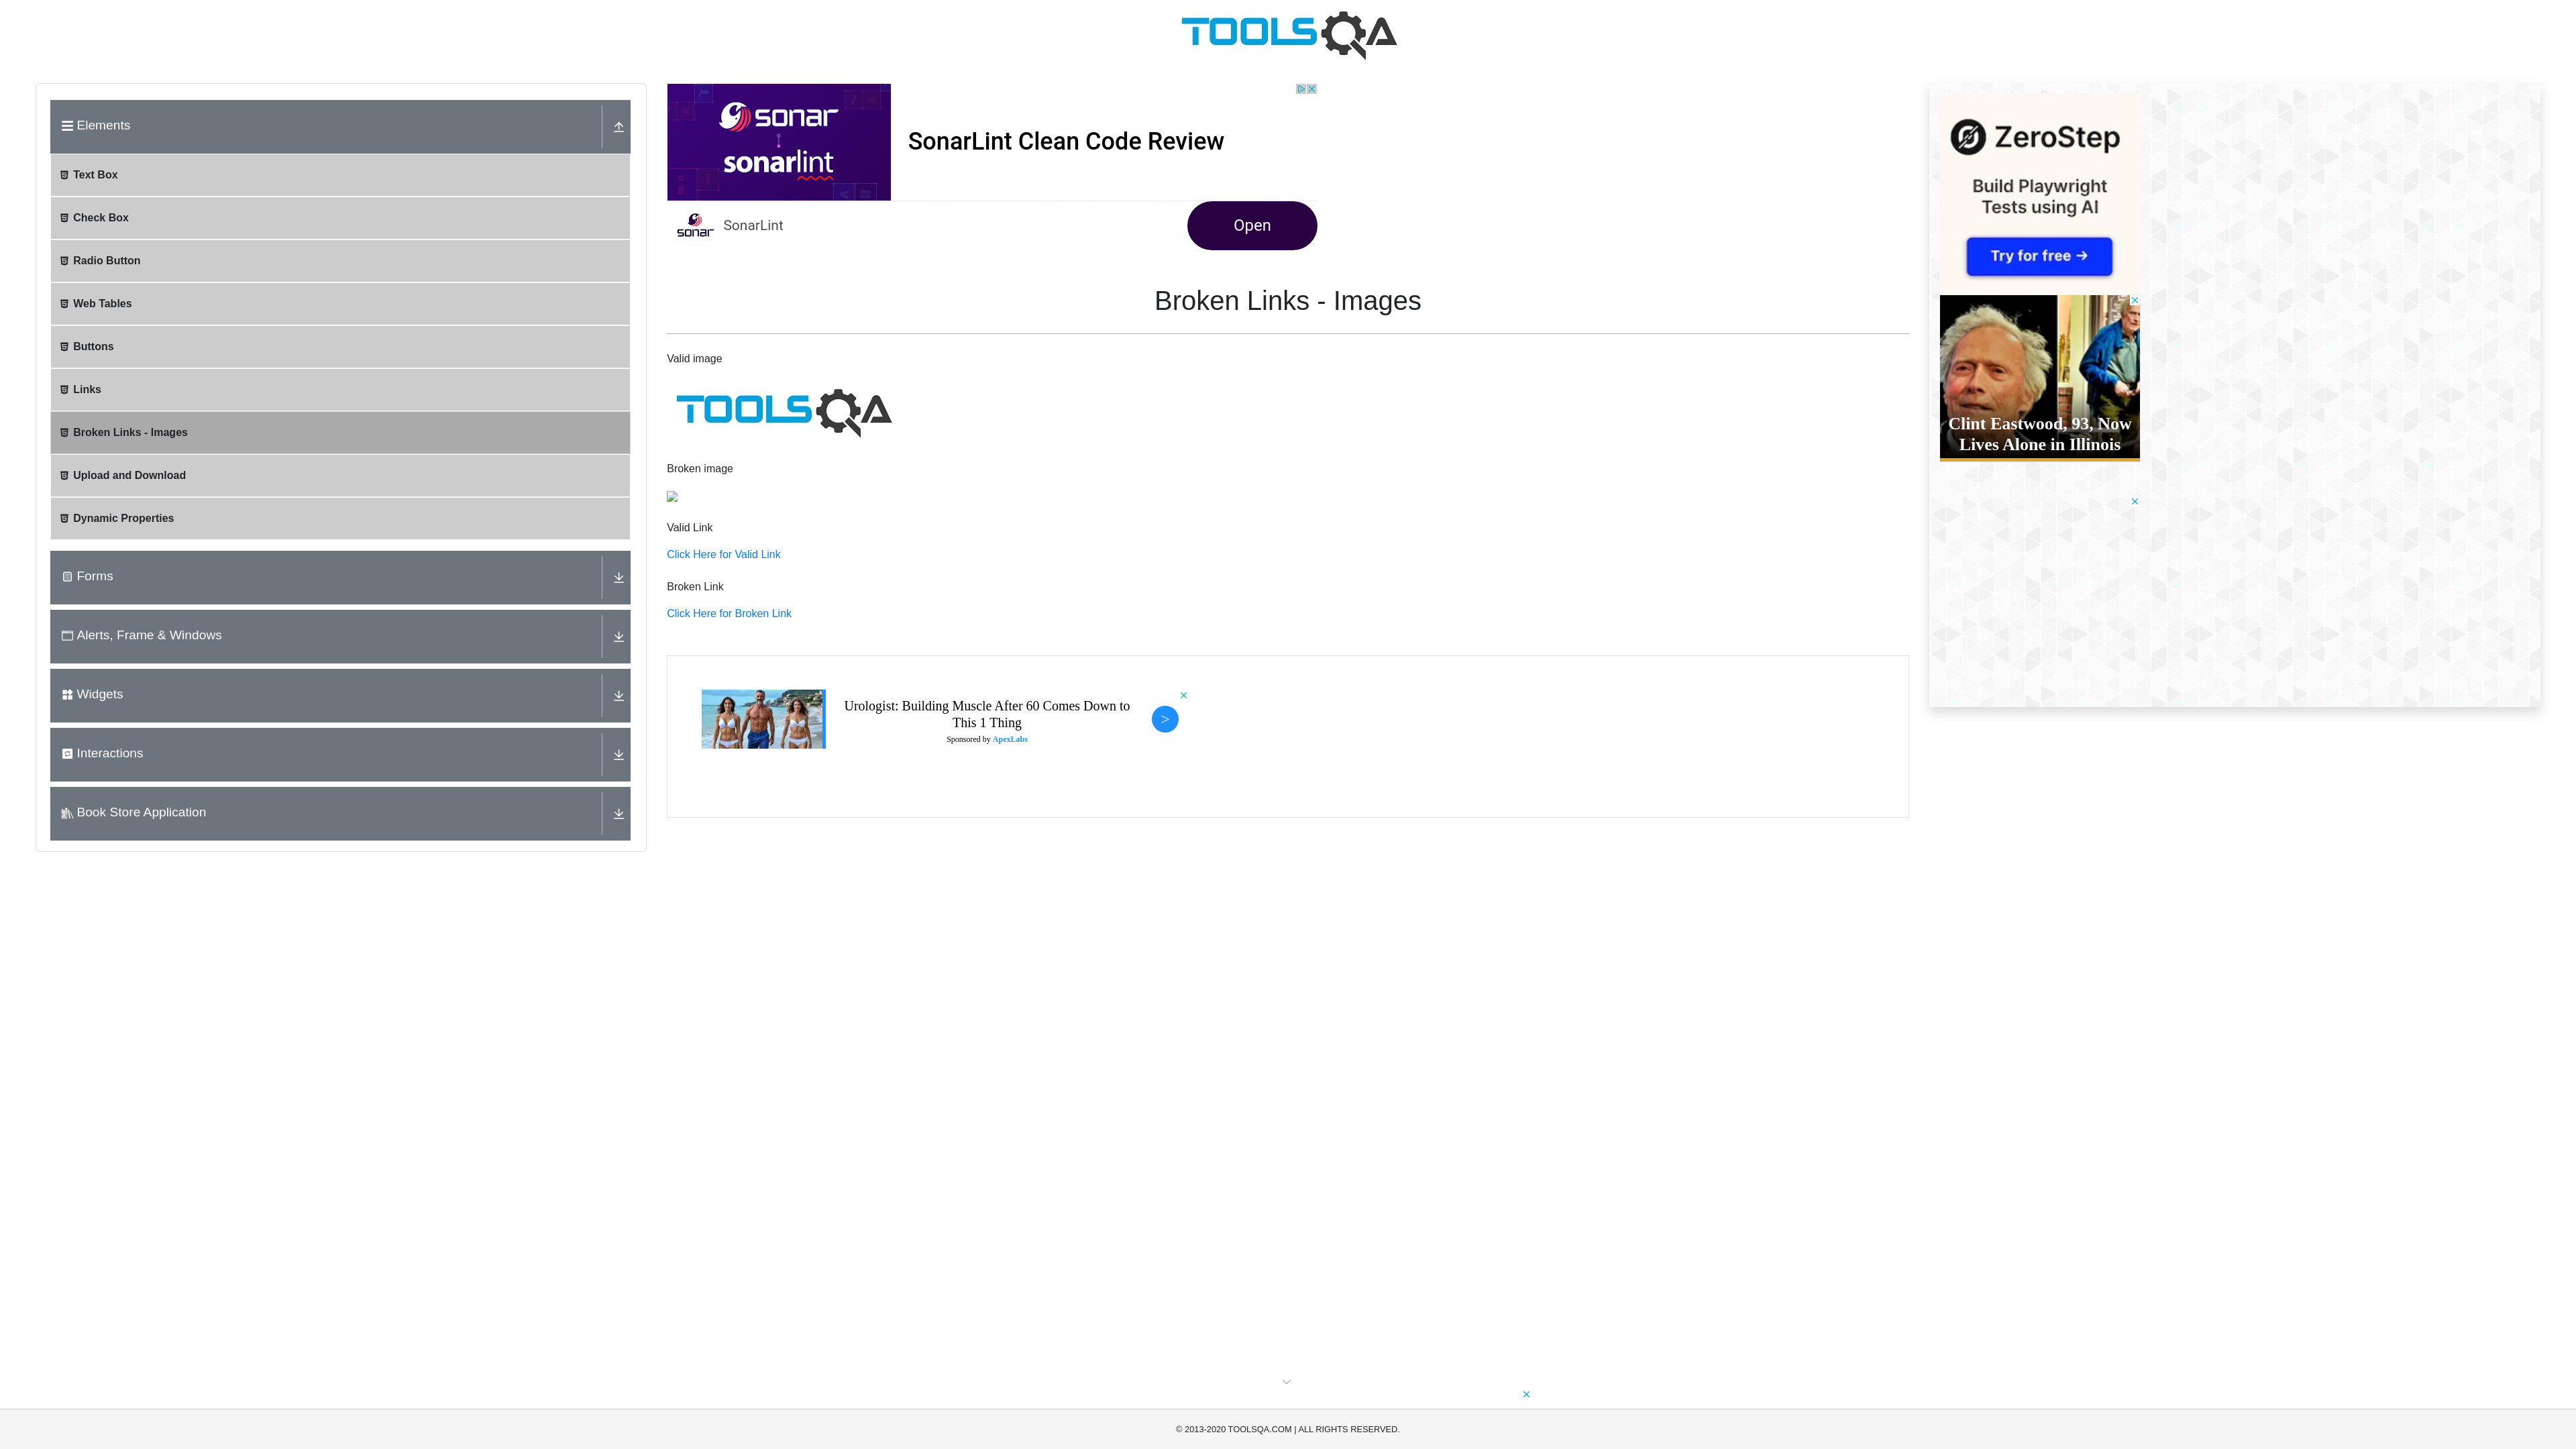 TOOLSQA
Elements
Text Box
Check Box
Radio Button
Web Tables
Buttons
Links
Broken Links - Images
Upload and Download
Dynamic Properties
Forms
Alerts, Frame & Windows
Widgets
Interactions
Book Store Application
sonar
sonarlint
SonarLint Clean Code Review
sonar
SonarLint
Open
Broken Links - Images
Valid image
TOOLSQA
Broken image
Valid Link
Click Here for Valid Link
Broken Link
Click Here for Broken Link
Urologist: Building Muscle After 60 Comes Down to
This 1 Thing
Sponsored by ApexLabs
>
ZeroStep
Build Playwright
Tests using AI
Try for free →
Clint Eastwood, 93, Now
Lives Alone in Illinois
© 2013-2020 TOOLSQA.COM | ALL RIGHTS RESERVED.